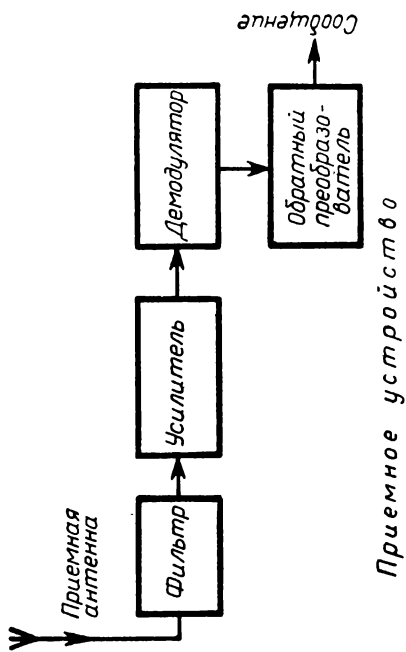 Приемная
антенна
Фильтр
Усилитель
Демодулятор
Обратный
преобразо-
ватель
Сообщение
Приемное устройство